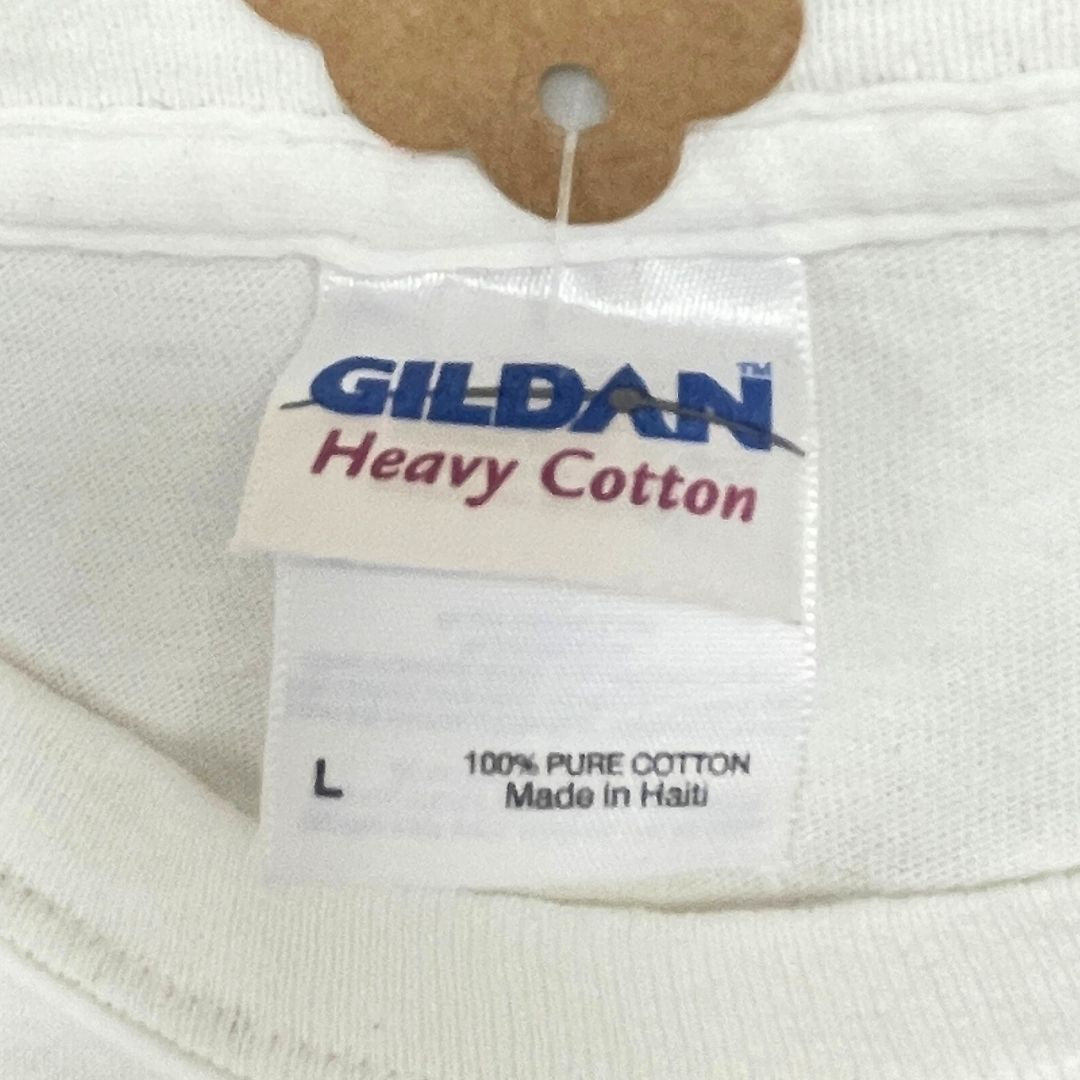 GILDAN™
Heavy Cotton
L 100% PURE COTTON
Made in Haiti